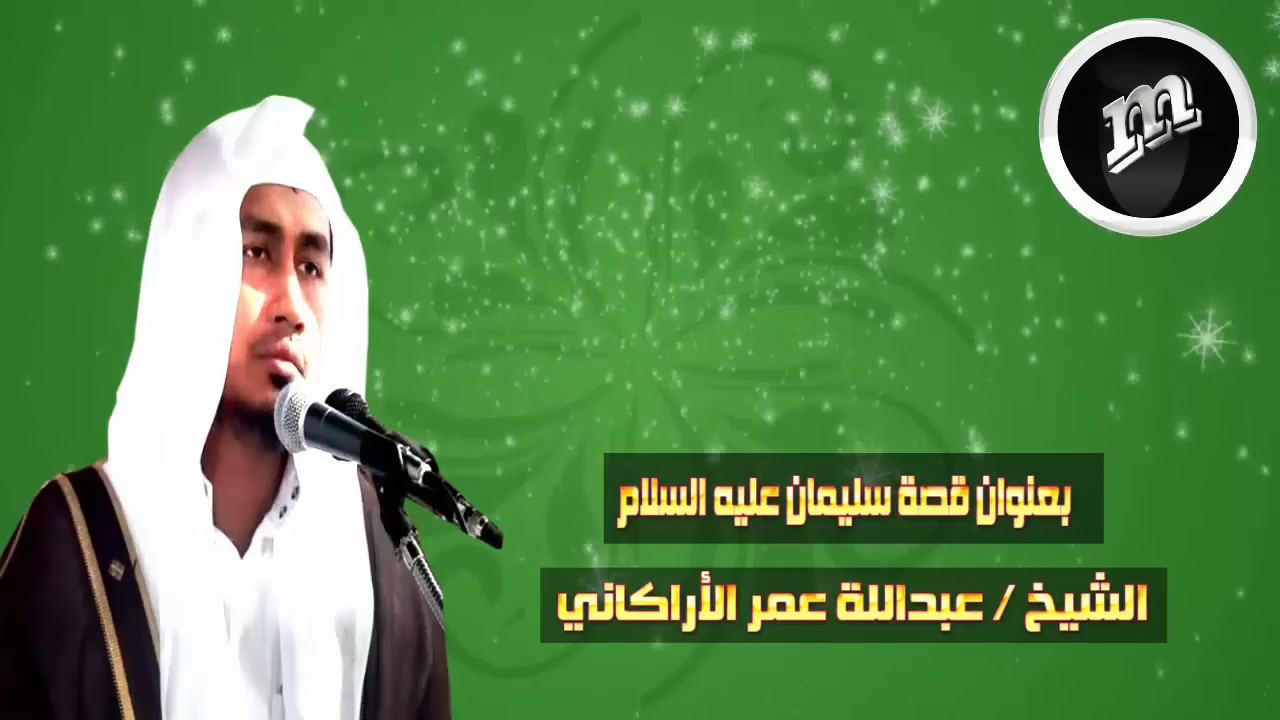 m
بعنوان قصة سليمان عليه السلام
الشيخ / عبداللة عمر الأراكاني